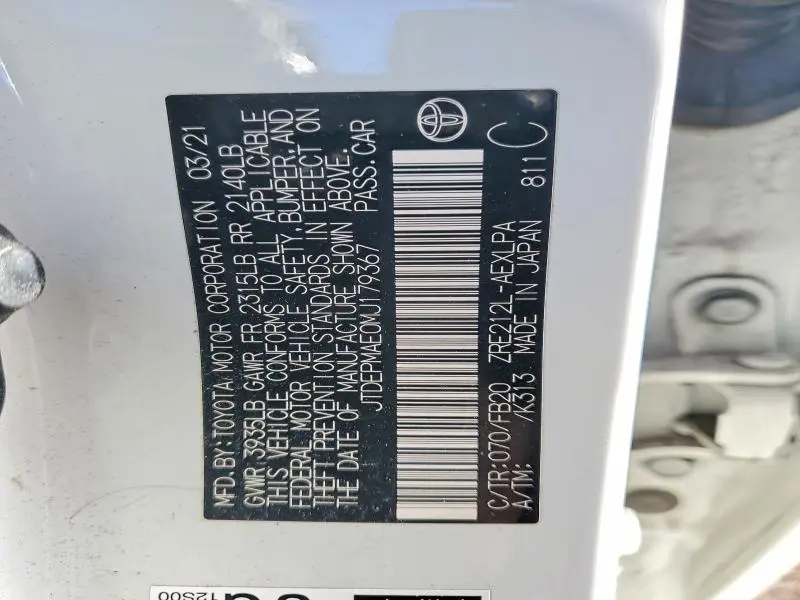 MFD.BY:TOYOTA MOTOR CORPORATION 03/21
GWWR 3935LB GAWR FR 2315LB RR 2140LB
THIS VEHICLE CONFORMS TO ALL APPLICABLE
FEDERAL MOTOR VEHICLE SAFETY,BUMPER,AND
THEFT PREVENTION STANDARDS IN EFFECT ON
THE DATE OF MANUFACTURE SHOWN ABOVE.
JTDEPMAE0MJ179367 PASS.CAR
C/TR:070/FB20 ZRE212L-AEXLPA
A/TM: /K313 MADE IN JAPAN 811 C
12S00